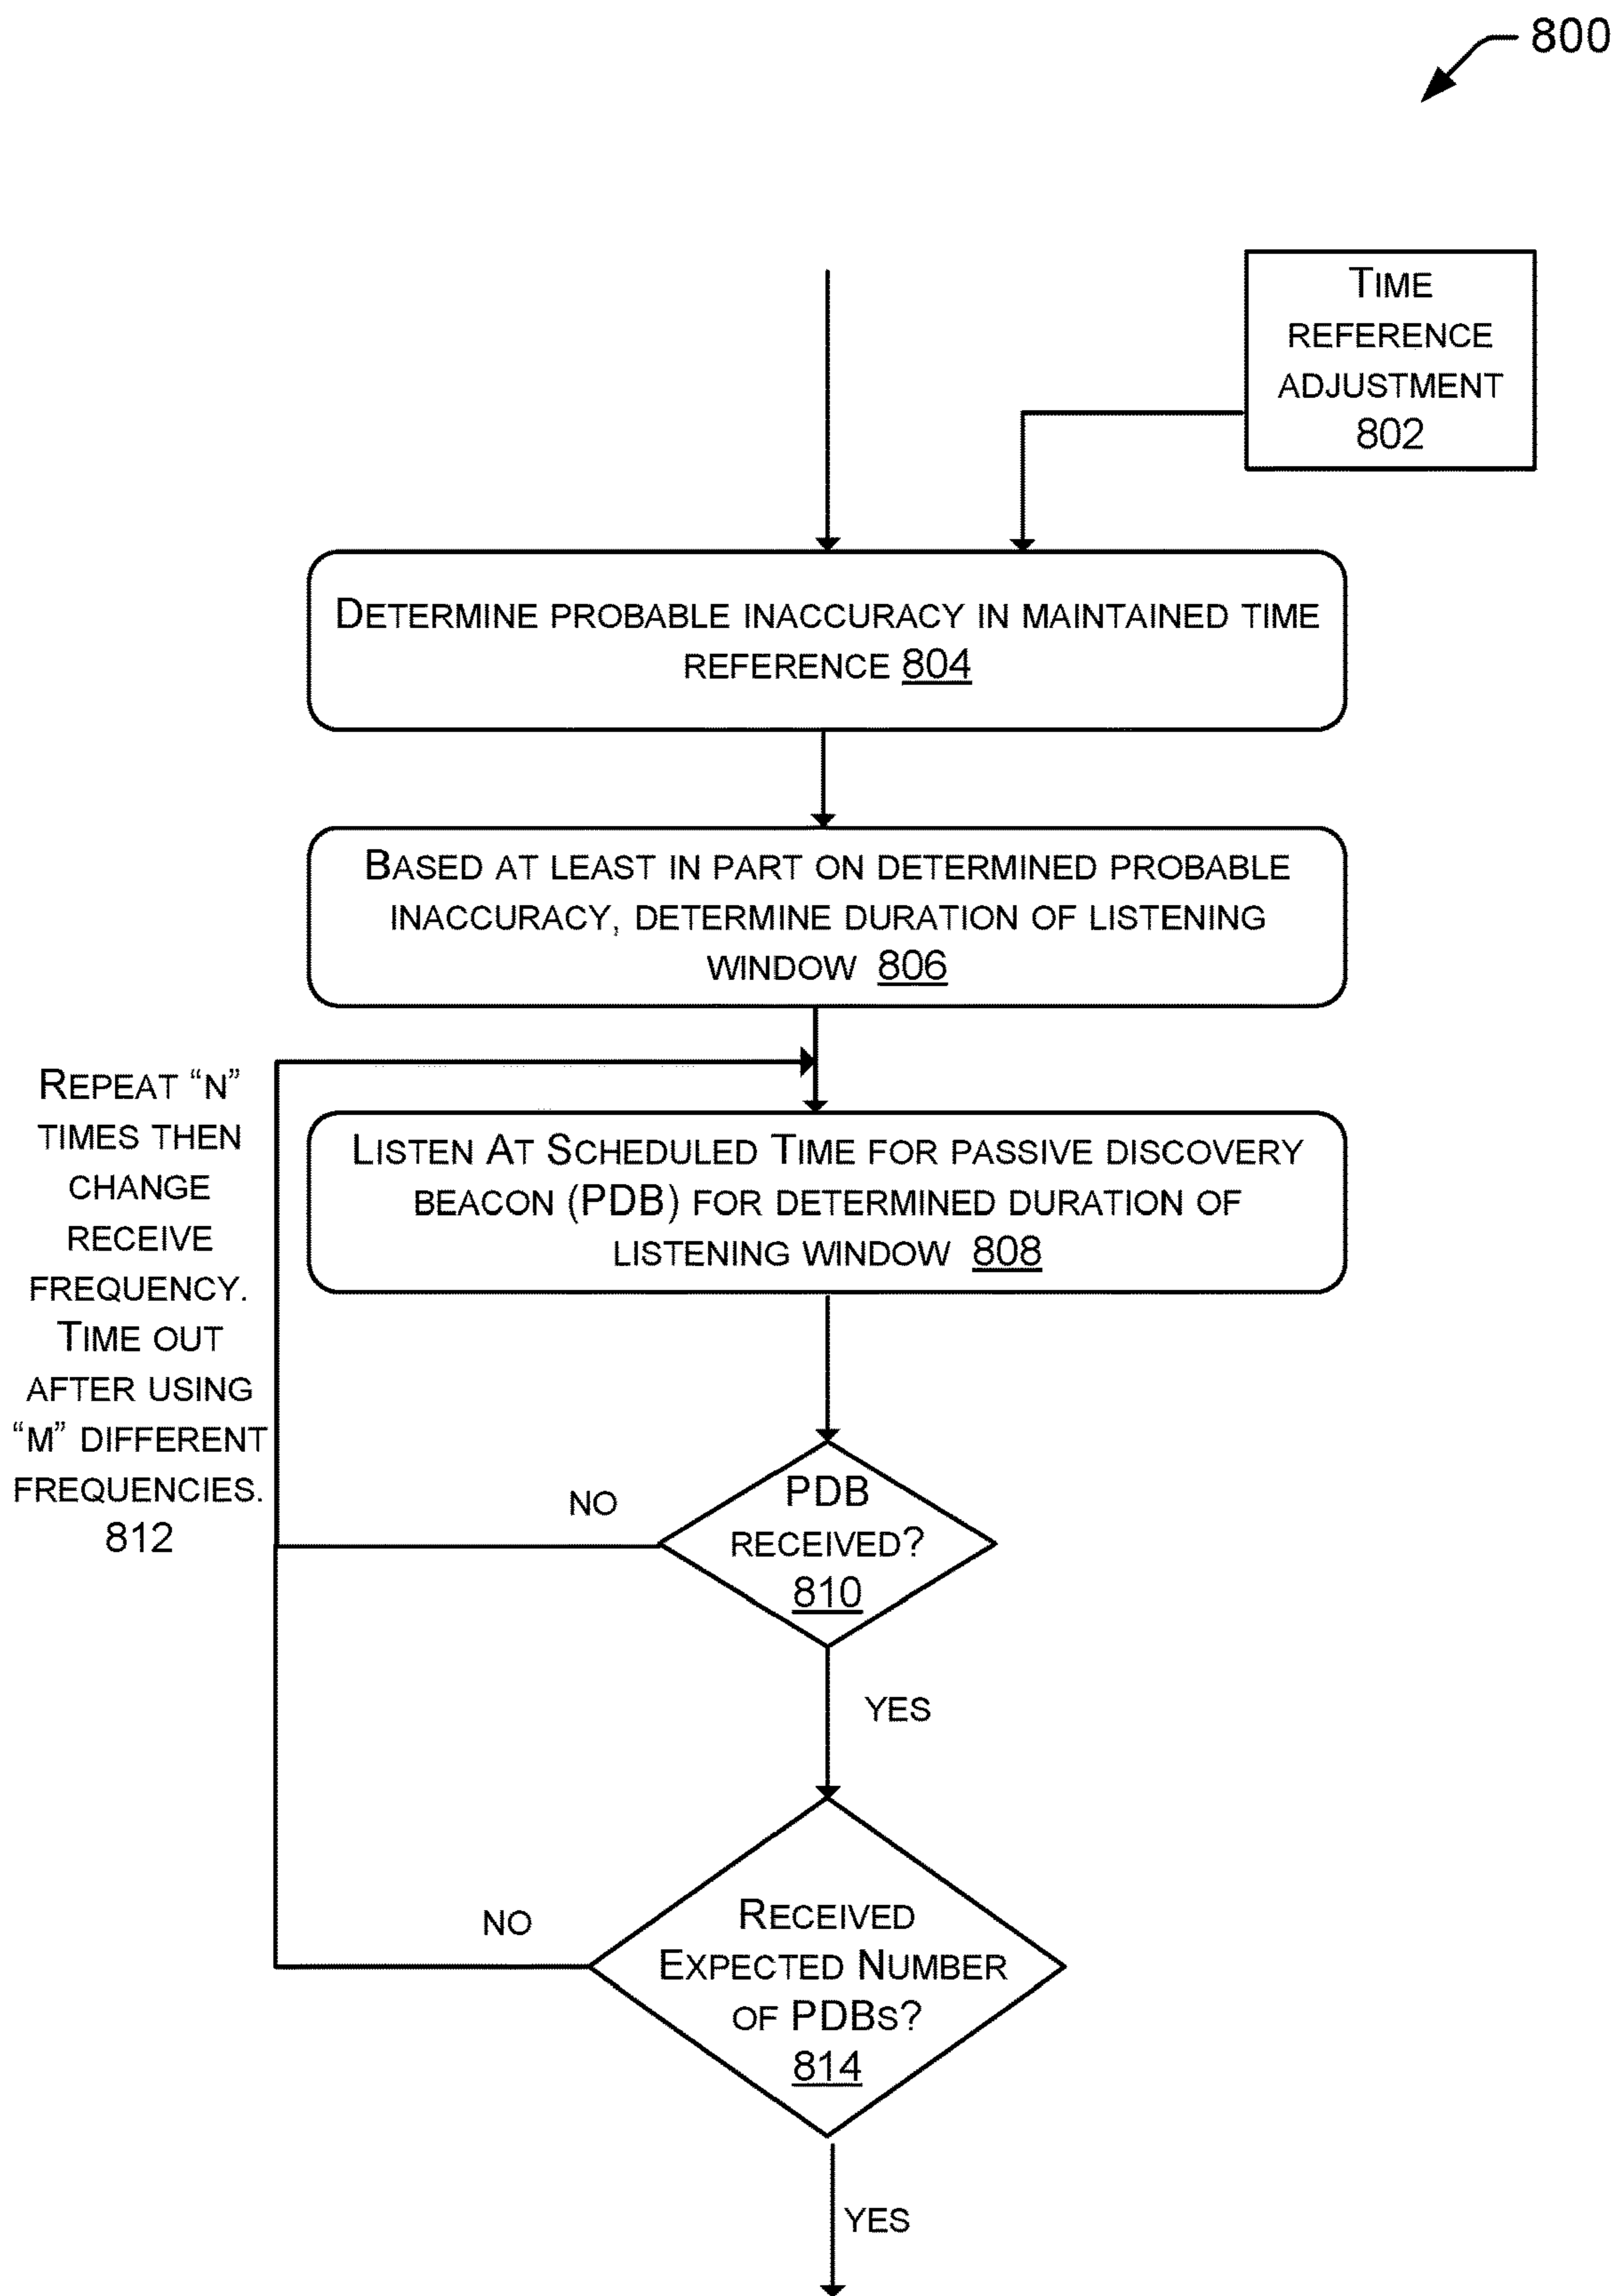 800
TIME
REFERENCE
ADJUSTMENT
802
DETERMINE PROBABLE INACCURACY IN MAINTAINED TIME
REFERENCE 804
BASED AT LEAST IN PART ON DETERMINED PROBABLE
INACCURACY, DETERMINE DURATION OF LISTENING
WINDOW 806
REPEAT “N”
TIMES THEN
CHANGE
RECEIVE
FREQUENCY.
TIME OUT
AFTER USING
“M” DIFFERENT
FREQUENCIES.
812
LISTEN AT SCHEDULED TIME FOR PASSIVE DISCOVERY
BEACON (PDB) FOR DETERMINED DURATION OF
LISTENING WINDOW 808
NO
PDB
RECEIVED?
810
YES
NO
RECEIVED
EXPECTED NUMBER
OF PDBS?
814
YES